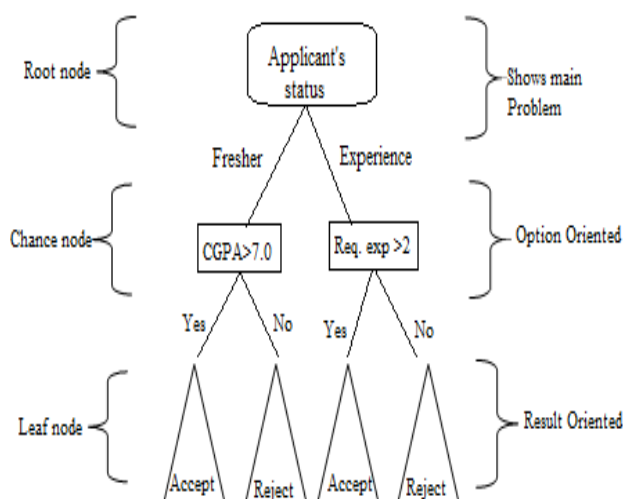 Root node
Applicant's
status
Shows main
Problem
Fresher
Experience
Chance node
CGPA>7.0
Req. exp >2
Option Oriented
Yes
No
Yes
No
Leaf node
Accept
Reject
Accept
Reject
Result Oriented